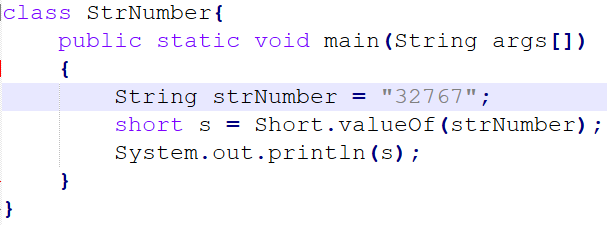 class StrNumber{
public static void main(String args[])
{
String strNumber = "32767";
short s = Short.valueOf(strNumber);
System.out.println(s);
}
}